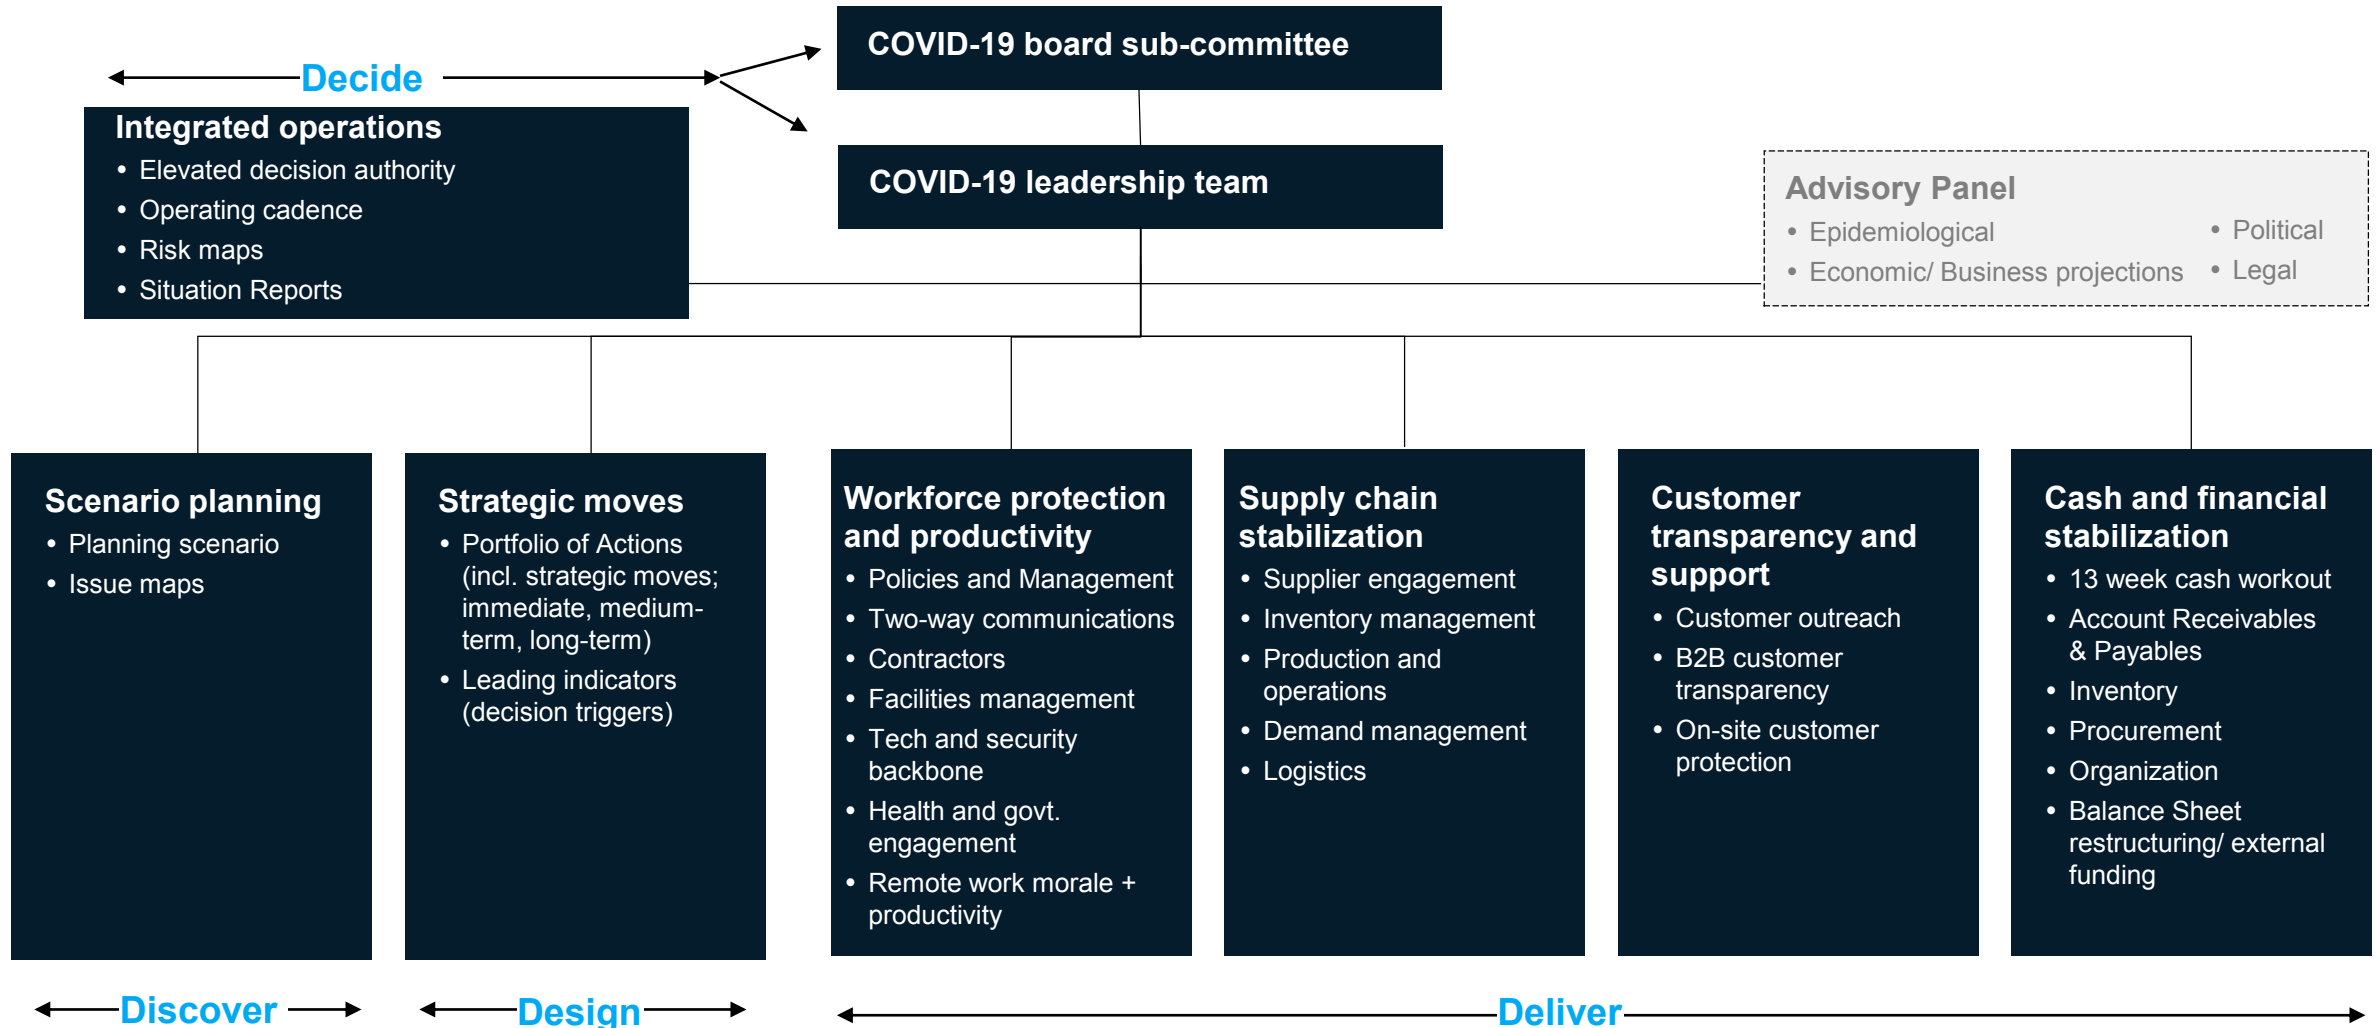 COVID-19 board sub-committee
Decide
Integrated operations
• Elevated decision authority
• Operating cadence
• Risk maps
• Situation Reports
COVID-19 leadership team
Advisory Panel
• Epidemiological
• Economic/ Business projections
• Political
• Legal
Scenario planning
• Planning scenario
• Issue maps
Strategic moves
• Portfolio of Actions
(incl. strategic moves;
immediate, medium-
term, long-term)
• Leading indicators
(decision triggers)
Workforce protection
and productivity
• Policies and Management
• Two-way communications
• Contractors
• Facilities management
• Tech and security
backbone
• Health and govt.
engagement
• Remote work morale +
productivity
Supply chain
stabilization
• Supplier engagement
• Inventory management
• Production and
operations
• Demand management
• Logistics
Customer
transparency and
support
• Customer outreach
• B2B customer
transparency
• On-site customer
protection
Cash and financial
stabilization
• 13 week cash workout
• Account Receivables
& Payables
• Inventory
• Procurement
• Organization
• Balance Sheet
restructuring/ external
funding
Discover
Design
Deliver